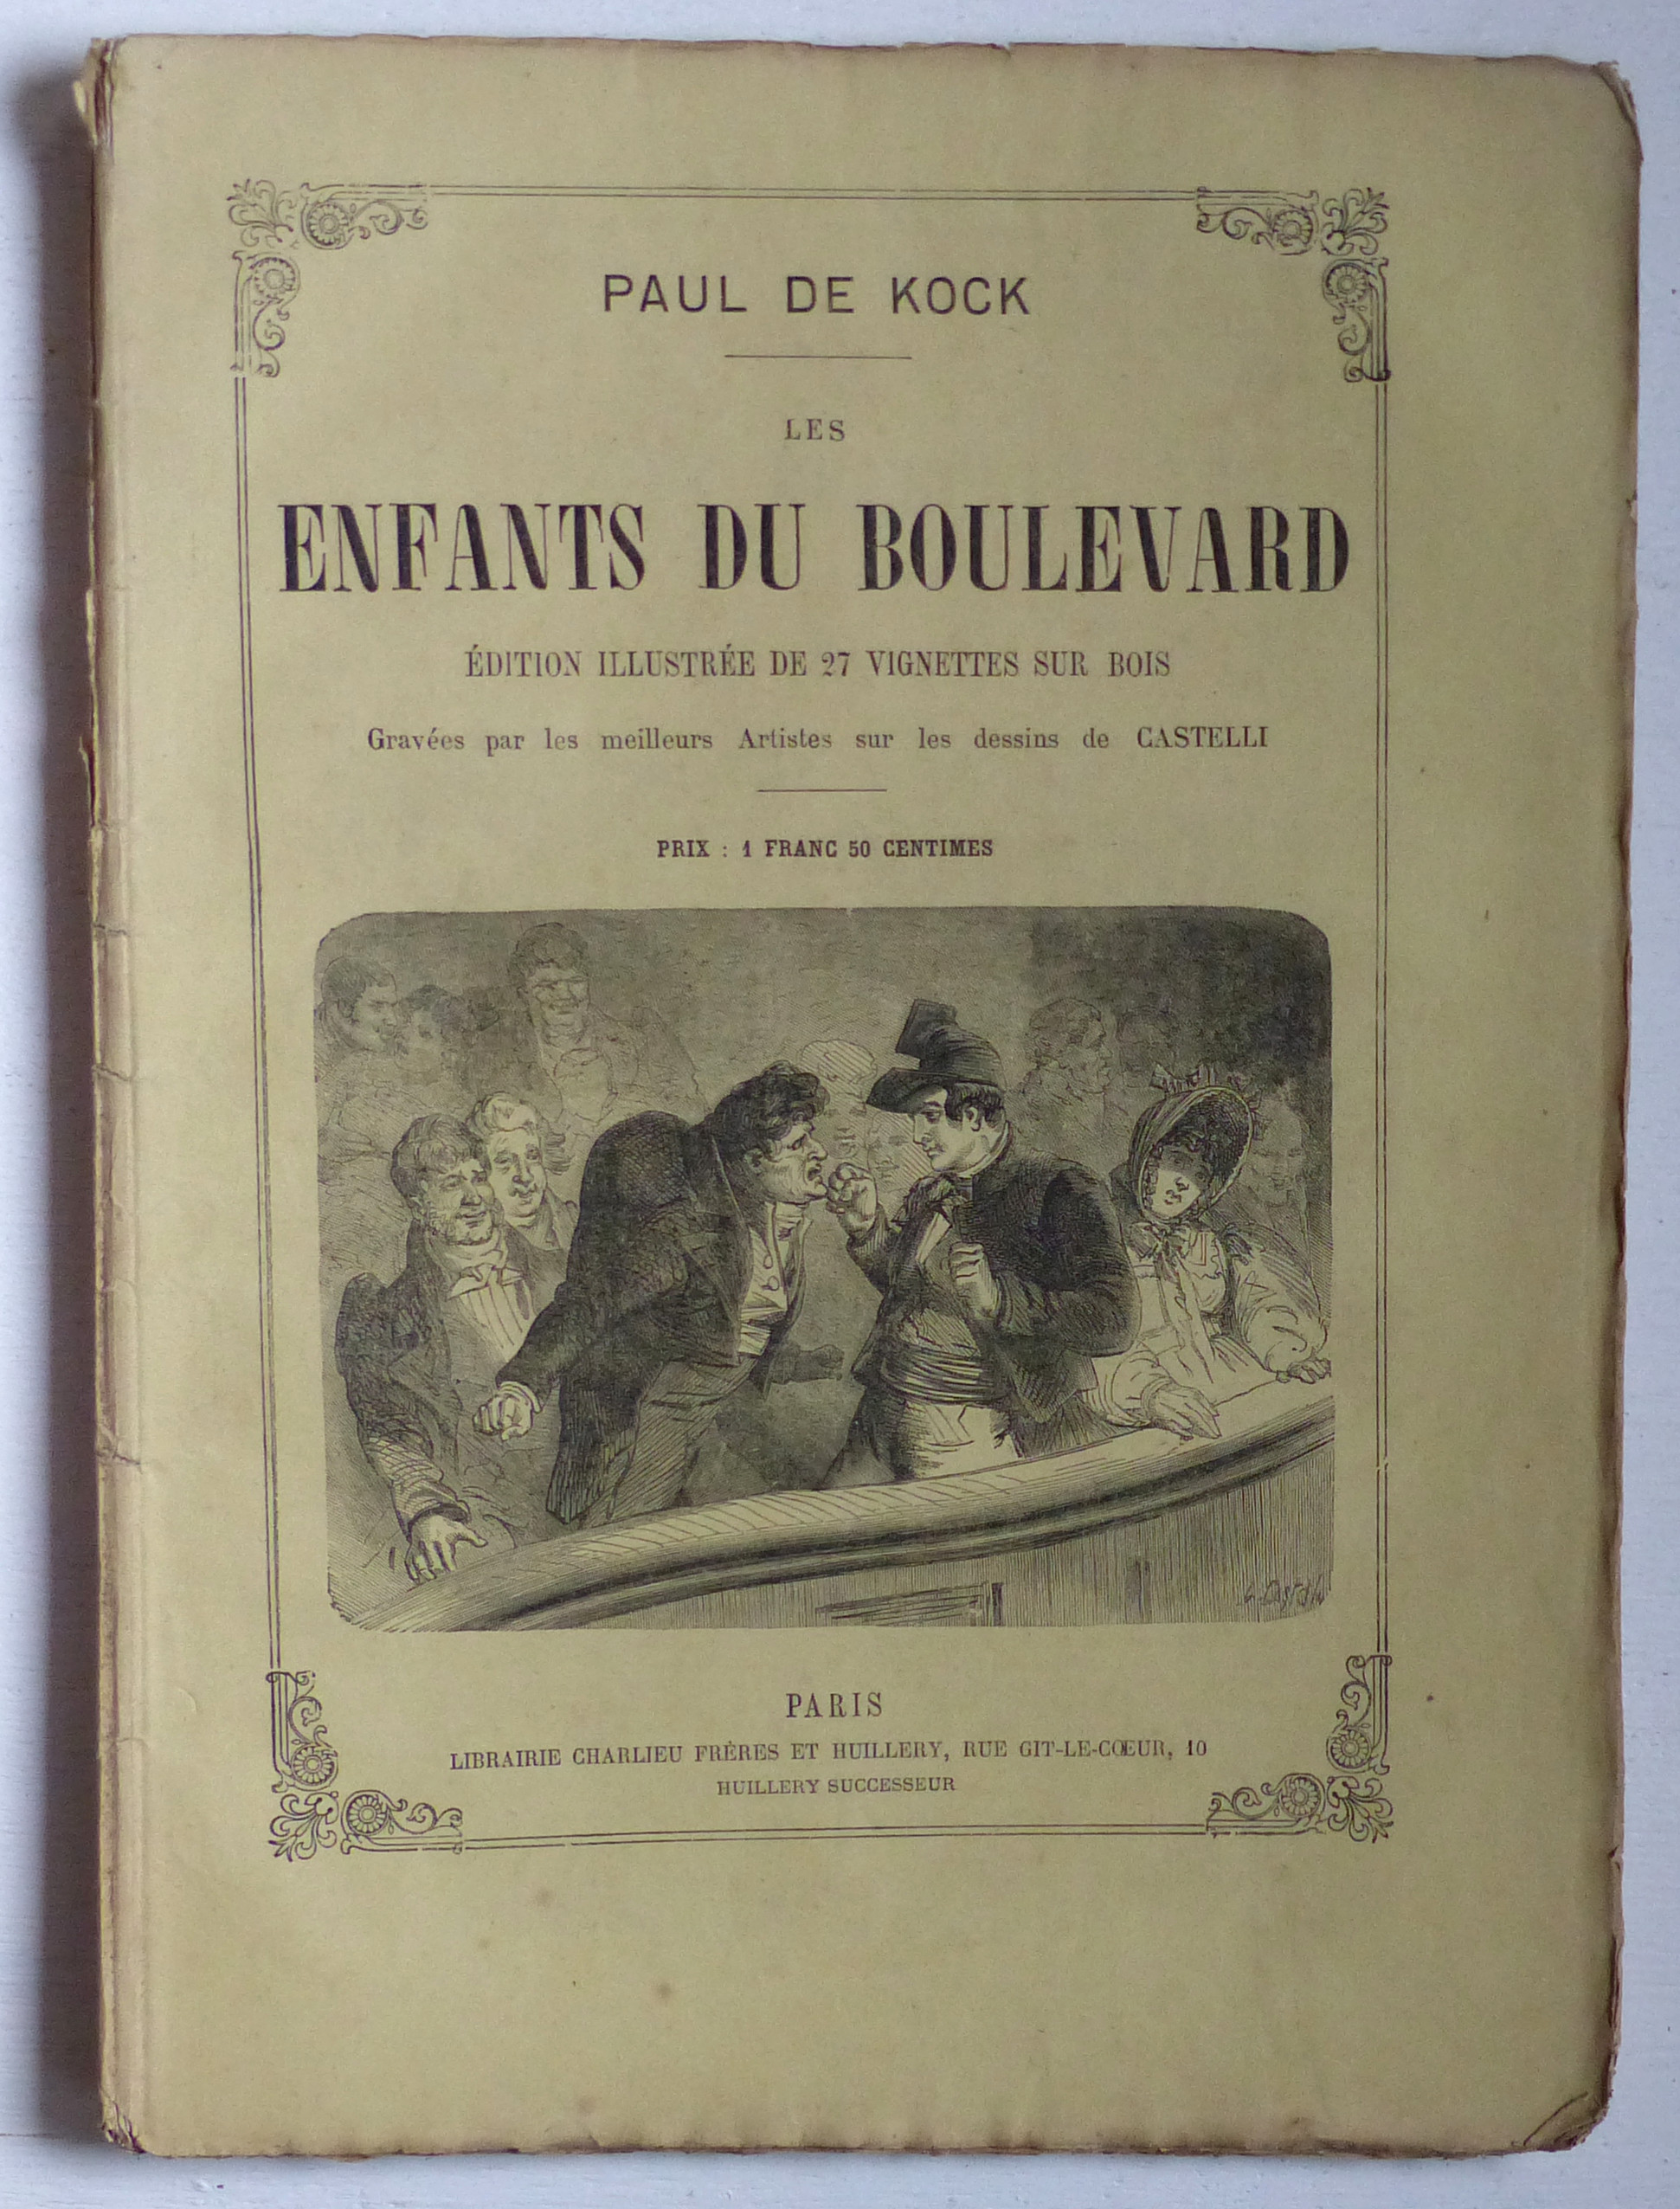 PAUL DE KOCK
LES
ENFANTS DU BOULEVARD
ÉDITION ILLUSTRÉE DE 27 VIGNETTES SUR BOIS
Gravées par les meilleurs Artistes sur les dessins de CASTELLI
PRIX : 1 FRANC 50 CENTIMES
PARIS
LIBRAIRIE CHARLIEU FRÈRES ET HUILLERY, RUE GIT-LE-CŒUR, 10
HUILLERY SUCCESSEUR